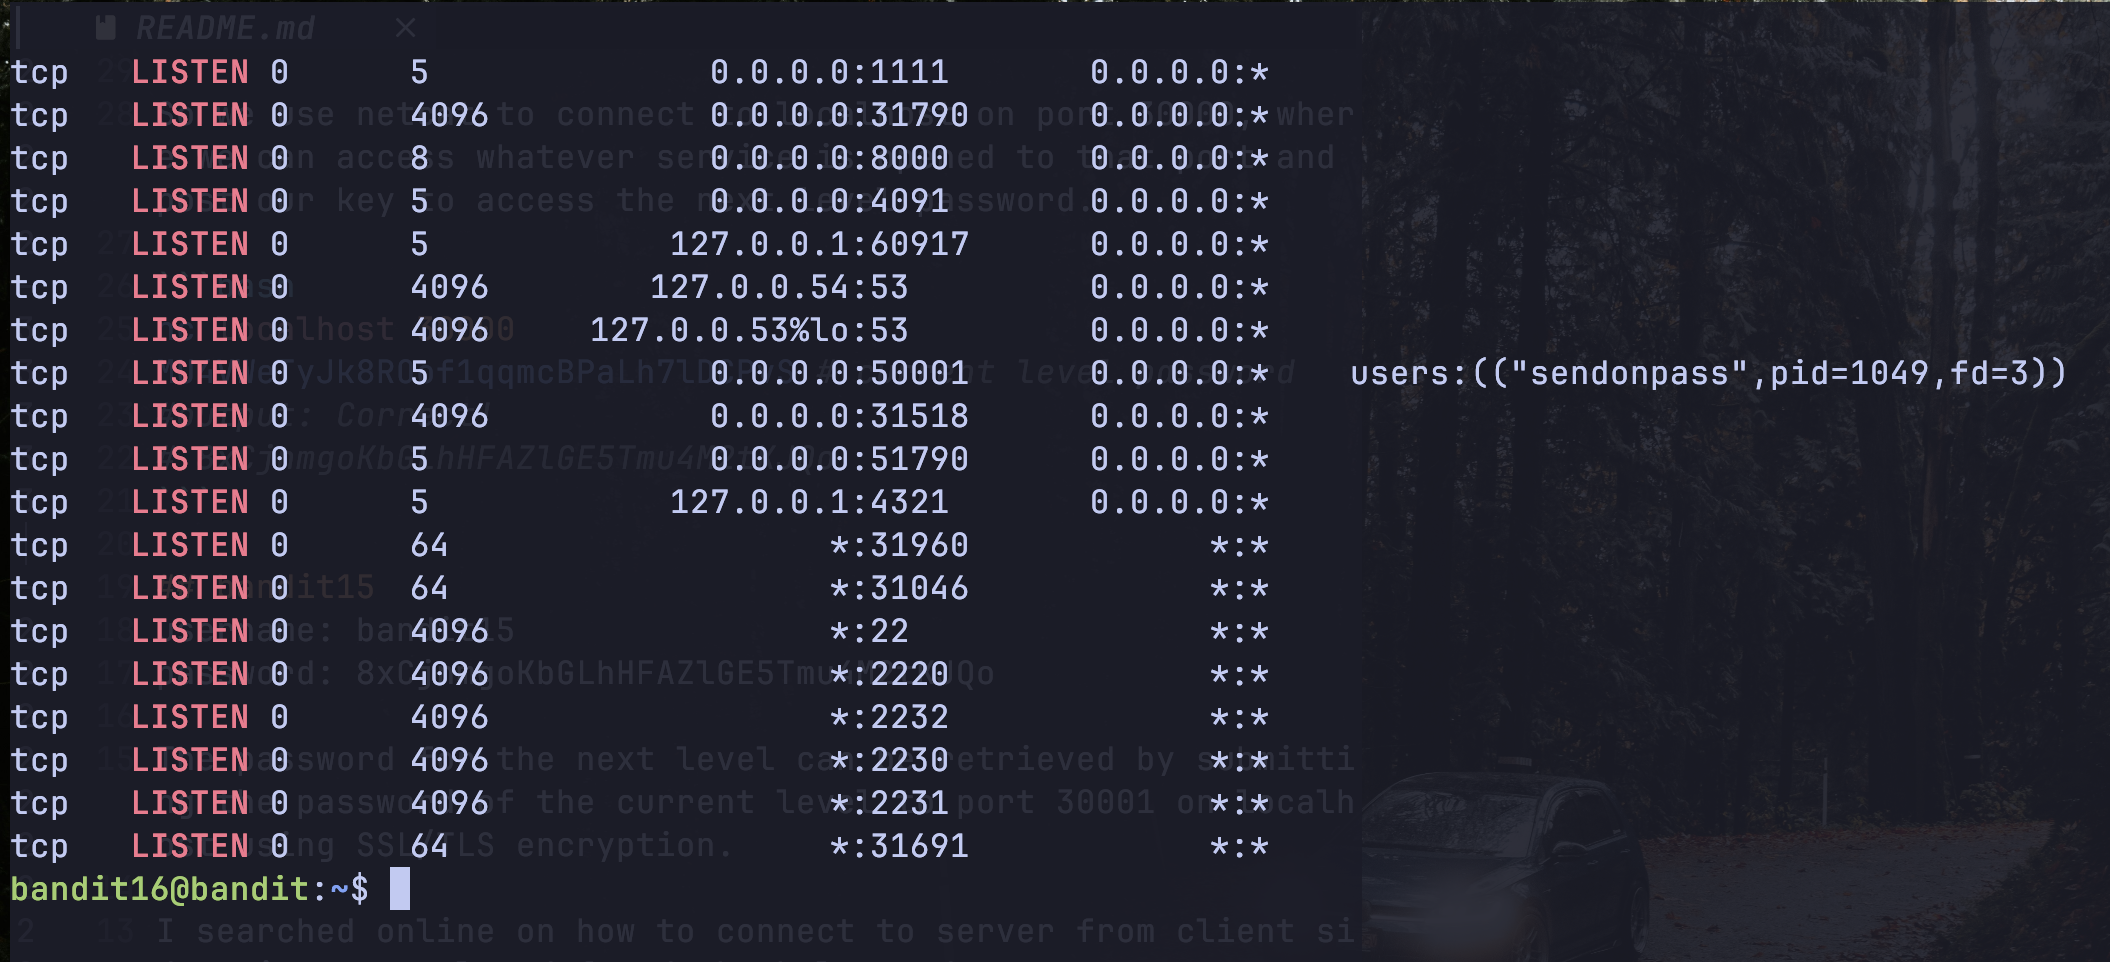 README.md ×
tcp LISTEN 0 5 0.0.0.0:1111 0.0.0.0:*
tcp LISTEN 0 4096 0.0.0.0:31790 0.0.0.0:*
tcp LISTEN 0 8 0.0.0.0:8000 0.0.0.0:*
tcp LISTEN 0 5 0.0.0.0:4091 0.0.0.0:*
tcp LISTEN 0 5 127.0.0.1:60917 0.0.0.0:*
tcp LISTEN 0 4096 127.0.0.54:53 0.0.0.0:*
tcp LISTEN 0 4096 127.0.0.53%lo:53 0.0.0.0:*
tcp LISTEN 0 5 0.0.0.0:50001 0.0.0.0:* users:(("sendonpass",pid=1049,fd=3))
tcp LISTEN 0 4096 0.0.0.0:31518 0.0.0.0:*
tcp LISTEN 0 5 0.0.0.0:51790 0.0.0.0:*
tcp LISTEN 0 5 127.0.0.1:4321 0.0.0.0:*
tcp LISTEN 0 64 *:31960 *:*
tcp LISTEN 0 64 *:31046 *:*
tcp LISTEN 0 4096 *:22 *:*
tcp LISTEN 0 4096 *:2220 *:*
tcp LISTEN 0 4096 *:2232 *:*
tcp LISTEN 0 4096 *:2230 *:*
tcp LISTEN 0 4096 *:2231 *:*
tcp LISTEN 0 64 *:31691 *:*
bandit16@bandit:~$
2 13 I searched online on how to connect to server from client si